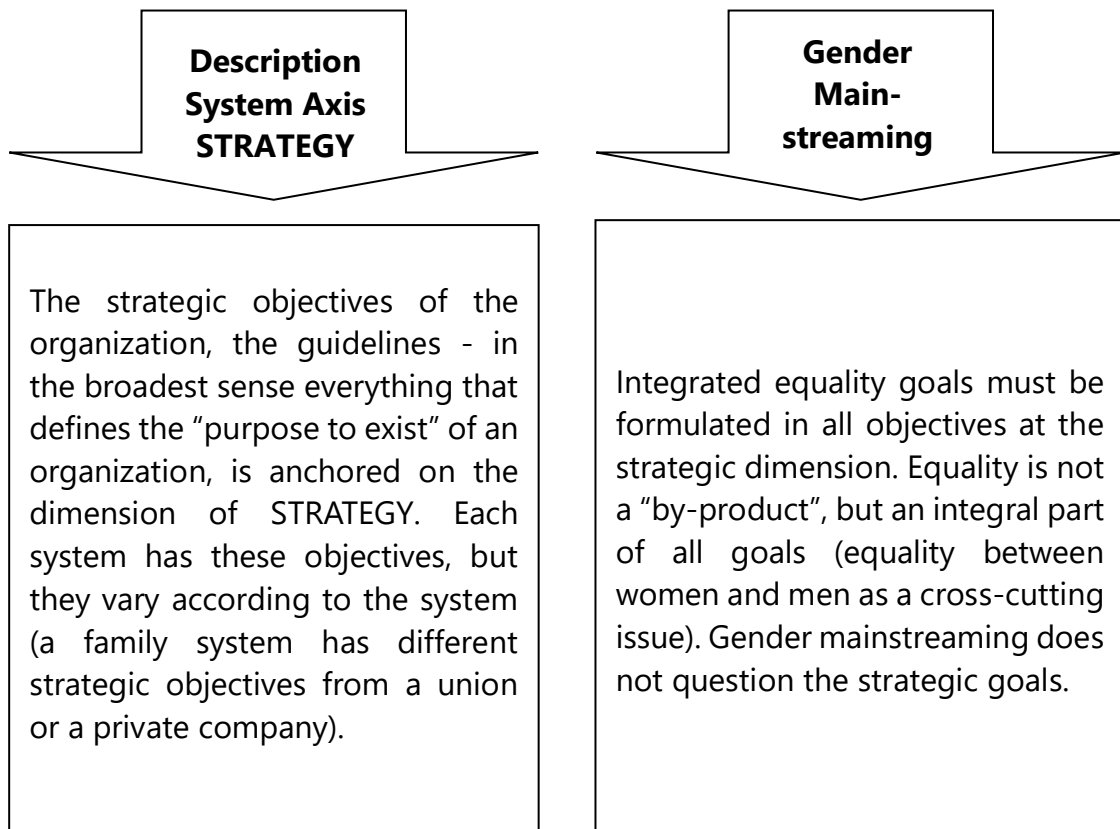 Description
System Axis
STRATEGY
The strategic objectives of the
organization, the guidelines - in
the broadest sense everything that
defines the “purpose to exist” of an
organization, is anchored on the
dimension of STRATEGY. Each
system has these objectives, but
they vary according to the system
(a family system has different
strategic objectives from a union
or a private company).
Gender
Main-
streaming
Integrated equality goals must be
formulated in all objectives at the
strategic dimension. Equality is not
a “by-product”, but an integral part
of all goals (equality between
women and men as a cross-cutting
issue). Gender mainstreaming does
not question the strategic goals.